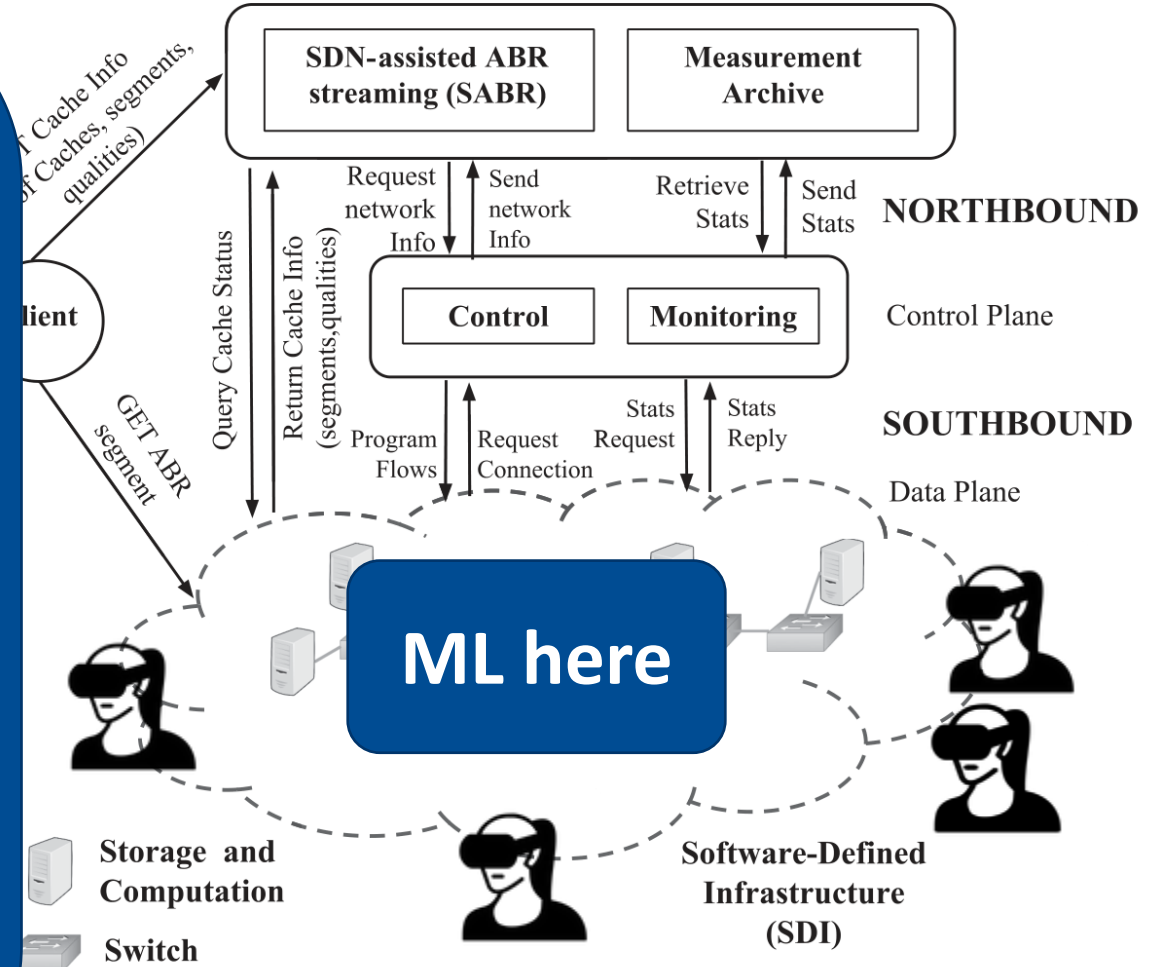 SDN-assisted ABR
streaming (SABR)
Measurement
Archive
T Cache Info
of Caches, segments,
qualities)
Request
network
Info
Send
network
Info
Retrieve
Stats
Send
Stats
NORTHBOUND
Query Cache Status
Return Cache Info
(segments,qualities)
lient
Control
Monitoring
Control Plane
GET ABR
segment
Program
Flows
Request
Connection
Stats
Request
Stats
Reply
SOUTHBOUND
Data Plane
ML here
Storage and
Computation
Switch
Software-Defined
Infrastructure
(SDI)